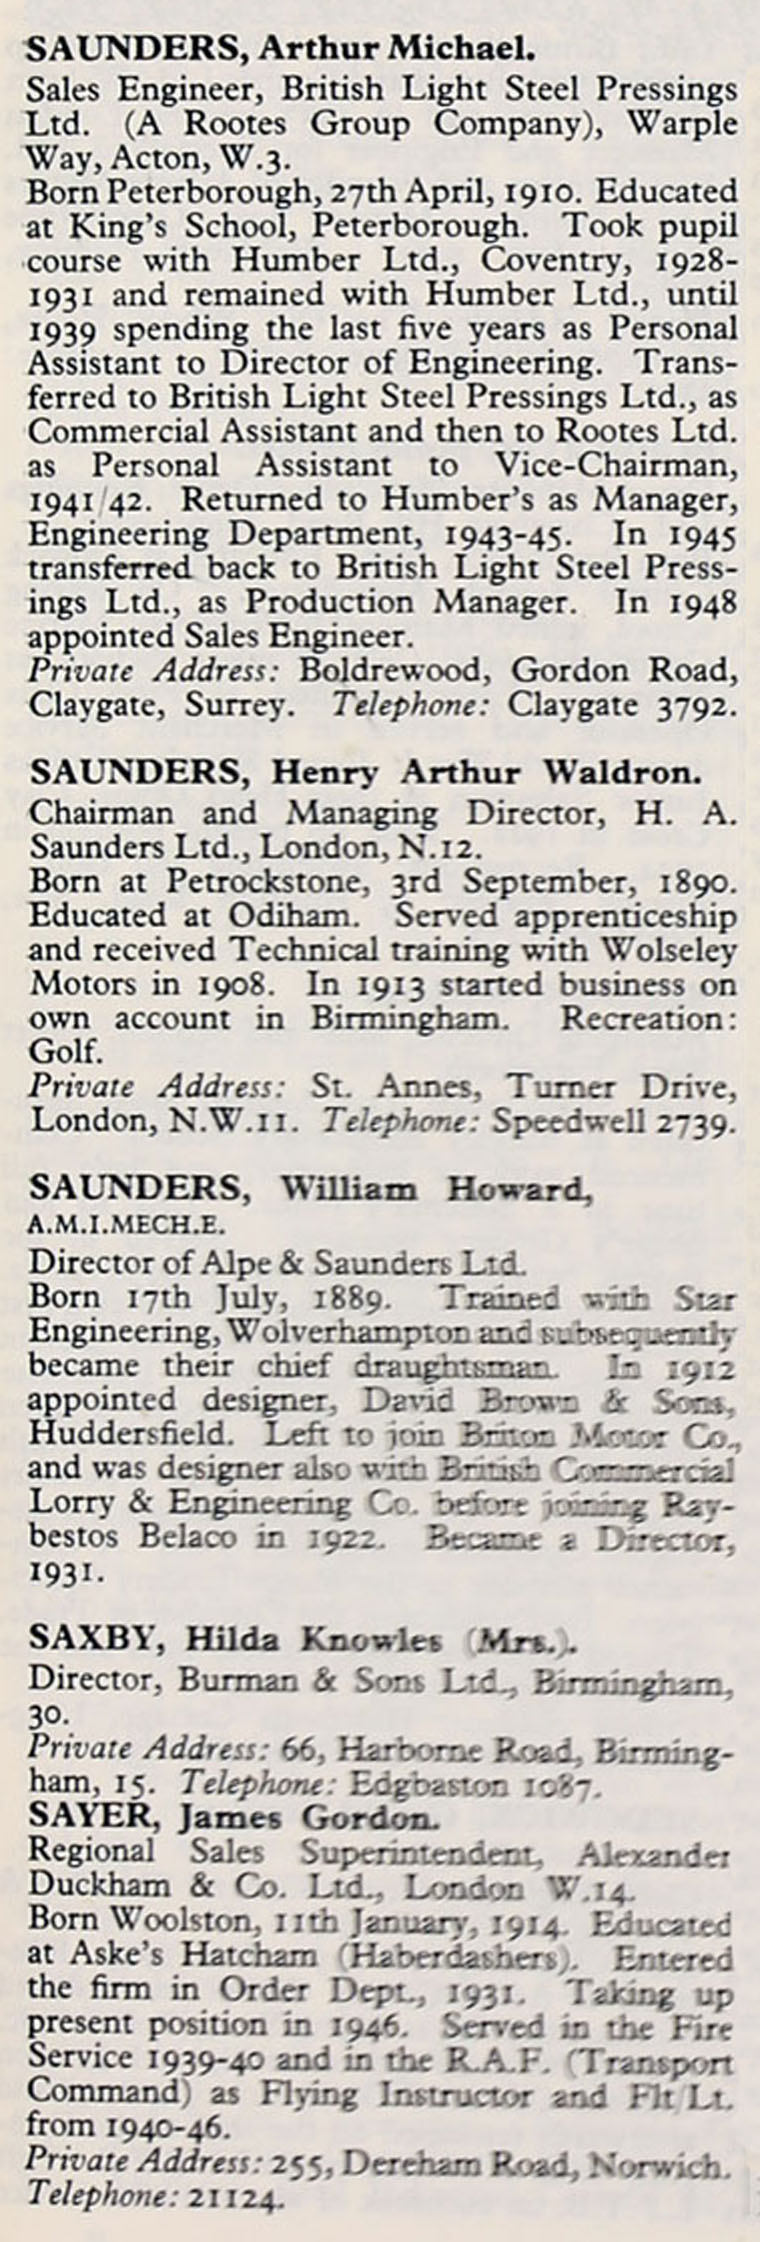 SAUNDERS, Arthur Michael.
Sales Engineer, British Light Steel Pressings
Ltd. (A Rootes Group Company), Warple
Way, Acton, W.3.
Born Peterborough, 27th April, 1910. Educated
at King's School, Peterborough. Took pupil
course with Humber Ltd., Coventry, 1928-
1931 and remained with Humber Ltd., until
1939 spending the last five years as Personal
Assistant to Director of Engineering. Trans-
ferred to British Light Steel Pressings Ltd., as
Commercial Assistant and then to Rootes Ltd.
as Personal Assistant to Vice-Chairman,
1941/42. Returned to Humber's as Manager,
Engineering Department, 1943-45. In 1945
transferred back to British Light Steel Press-
ings Ltd., as Production Manager. In 1948
appointed Sales Engineer.
Private Address: Boldrewood, Gordon Road,
Claygate, Surrey. Telephone: Claygate 3792.
SAUNDERS, Henry Arthur Waldron.
Chairman and Managing Director, H. A.
Saunders Ltd., London, N.12.
Born at Petrockstone, 3rd September, 1890.
Educated at Odiham. Served apprenticeship
and received Technical training with Wolseley
Motors in 1908. In 1913 started business on
own account in Birmingham. Recreation:
Golf.
Private Address: St. Annes, Turner Drive,
London, N.W.11. Telephone: Speedwell 2739.
SAUNDERS, William Howard,
A.M.I.MECH.E.
Director of Alpe & Saunders Ltd.
Born 17th July, 1889. Trained with Star
Engineering, Wolverhampton and subsequently
became their chief draughtsman. In 1912
appointed designer, David Brown & Sons,
Huddersfield. Left to join Briton Motor Co.,
and was designer also with British Commercial
Lorry & Engineering Co. before joining Ray-
bestos Belaco in 1922. Became a Director,
1931.
SAXBY, Hilda Knowles (Mrs.).
Director, Burman & Sons Ltd., Birmingham,
30.
Private Address: 66, Harborne Road, Birming-
ham, 15. Telephone: Edgbaston 1087.
SAYER, James Gordon.
Regional Sales Superintendent, Alexander
Duckham & Co. Ltd., London W.14.
Born Woolston, 11th January, 1914. Educated
at Aske's Hatcham (Haberdashers). Entered
the firm in Order Dept., 1931. Taking up
present position in 1946. Served in the Fire
Service 1939-40 and in the R.A.F. (Transport
Command) as Flying Instructor and Flt/Lt.
from 1940-46.
Private Address: 255, Dereham Road, Norwich.
Telephone: 21124.